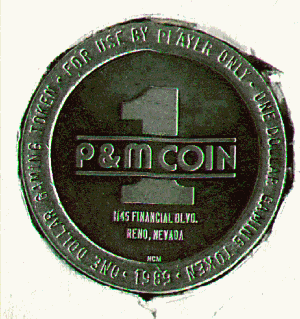 FOR USE BY PLAYER ONLY • ONE DOLLAR GAMING TOKEN • 1989 • ONE DOLLAR GAMING TOKEN •
1
P&M COIN
1145 FINANCIAL BLVD.
RENO, NEVADA
NCM